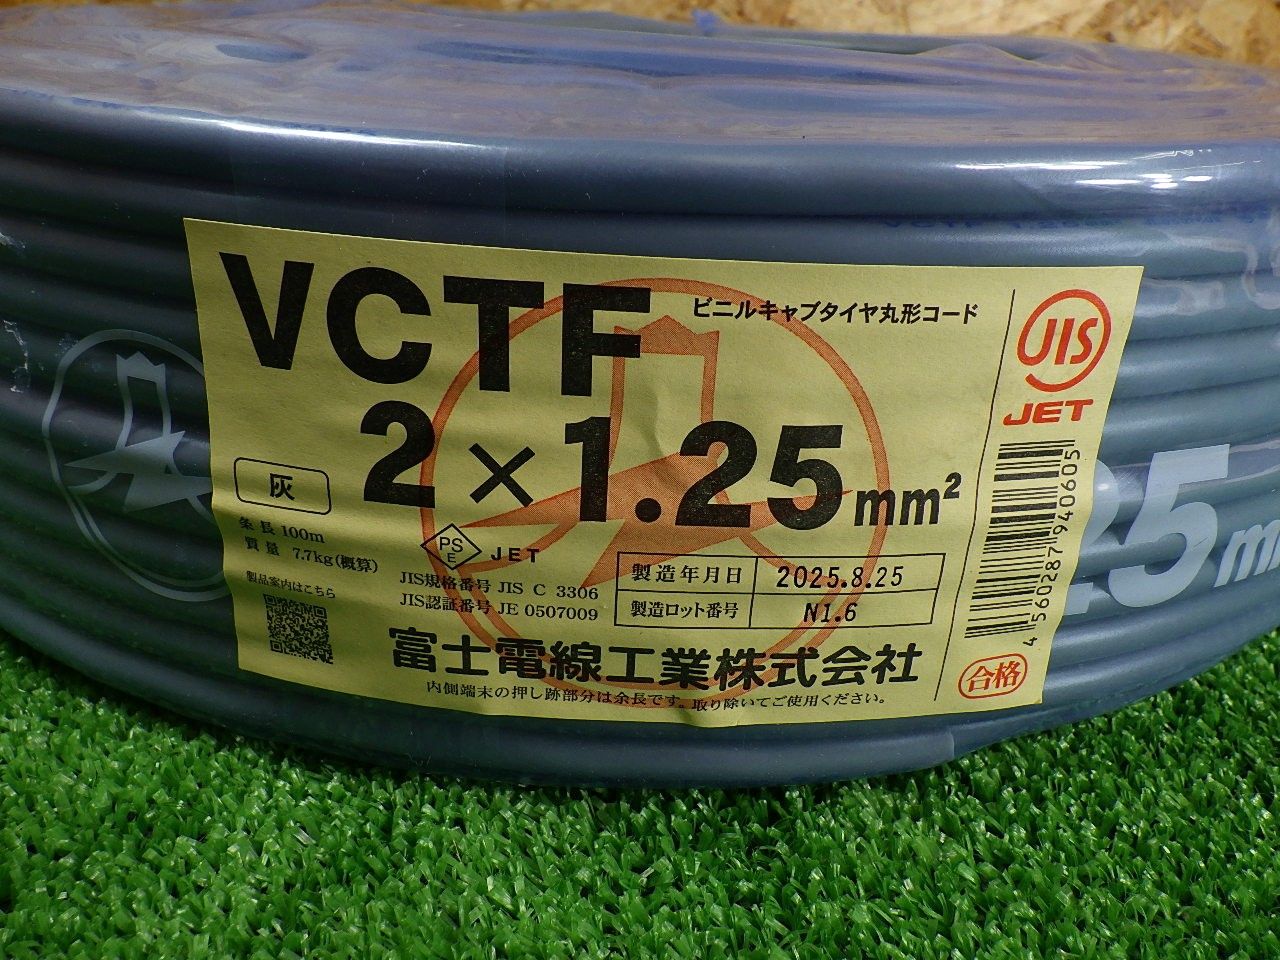 VCTF
ビニルキャブタイヤ丸形コード
2×1.25mm²
灰
条長 100m
質量 7.7kg(概算)
製品案内はこちら
PS
E
JET
JIS規格番号 JIS C 3306
JIS認証番号 JE 0507009
製造年月日 2025.8.25
製造ロット番号 N1.6
富士電線工業株式会社
内側端末の押し跡部分は余長です。取り除いてご使用ください。
JIS
JET
4560287940605
合格
25mm